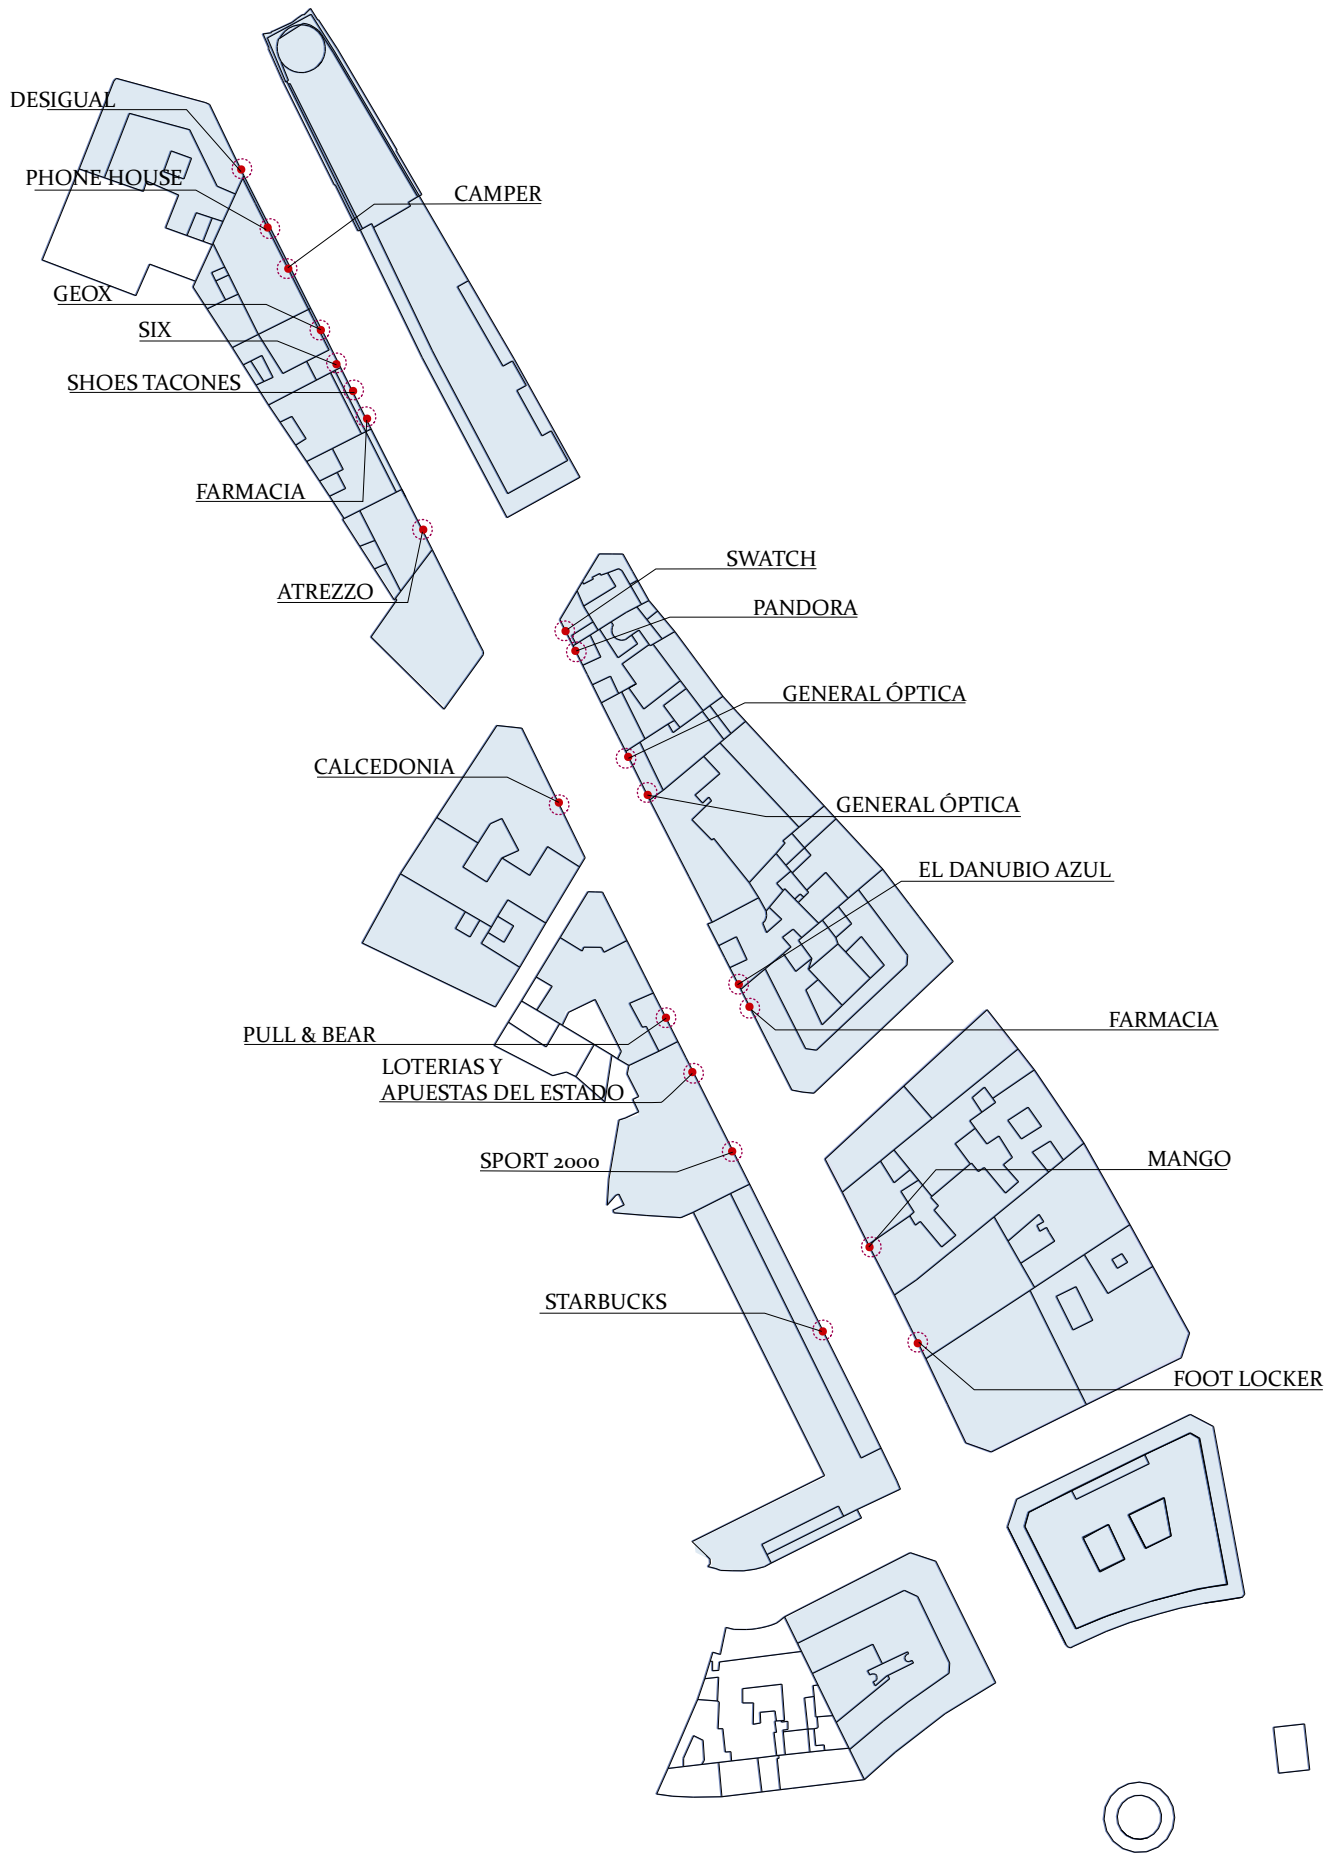 DESIGUAL
PHONE HOUSE
CAMPER
GEOX
SIX
SHOES TACONES
FARMACIA
SWATCH
ATREZZO
PANDORA
GENERAL ÓPTICA
CALCEDONIA
GENERAL ÓPTICA
EL DANUBIO AZUL
FARMACIA
PULL & BEAR
LOTERIAS Y
APUESTAS DEL ESTADO
SPORT 2000
MANGO
STARBUCKS
FOOT LOCKER